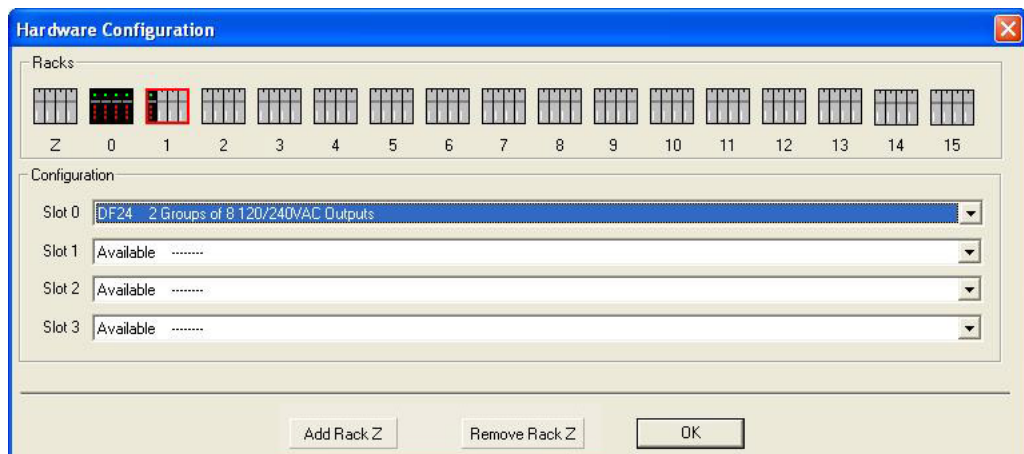 Hardware Configuration
Racks
Z 0 1 2 3 4 5 6 7 8 9 10 11 12 13 14 15
Configuration
Slot 0 DF24 2 Groups of 8 120/240VAC Outputs
Slot 1 Available --------
Slot 2 Available --------
Slot 3 Available --------
Add Rack Z Remove Rack Z OK